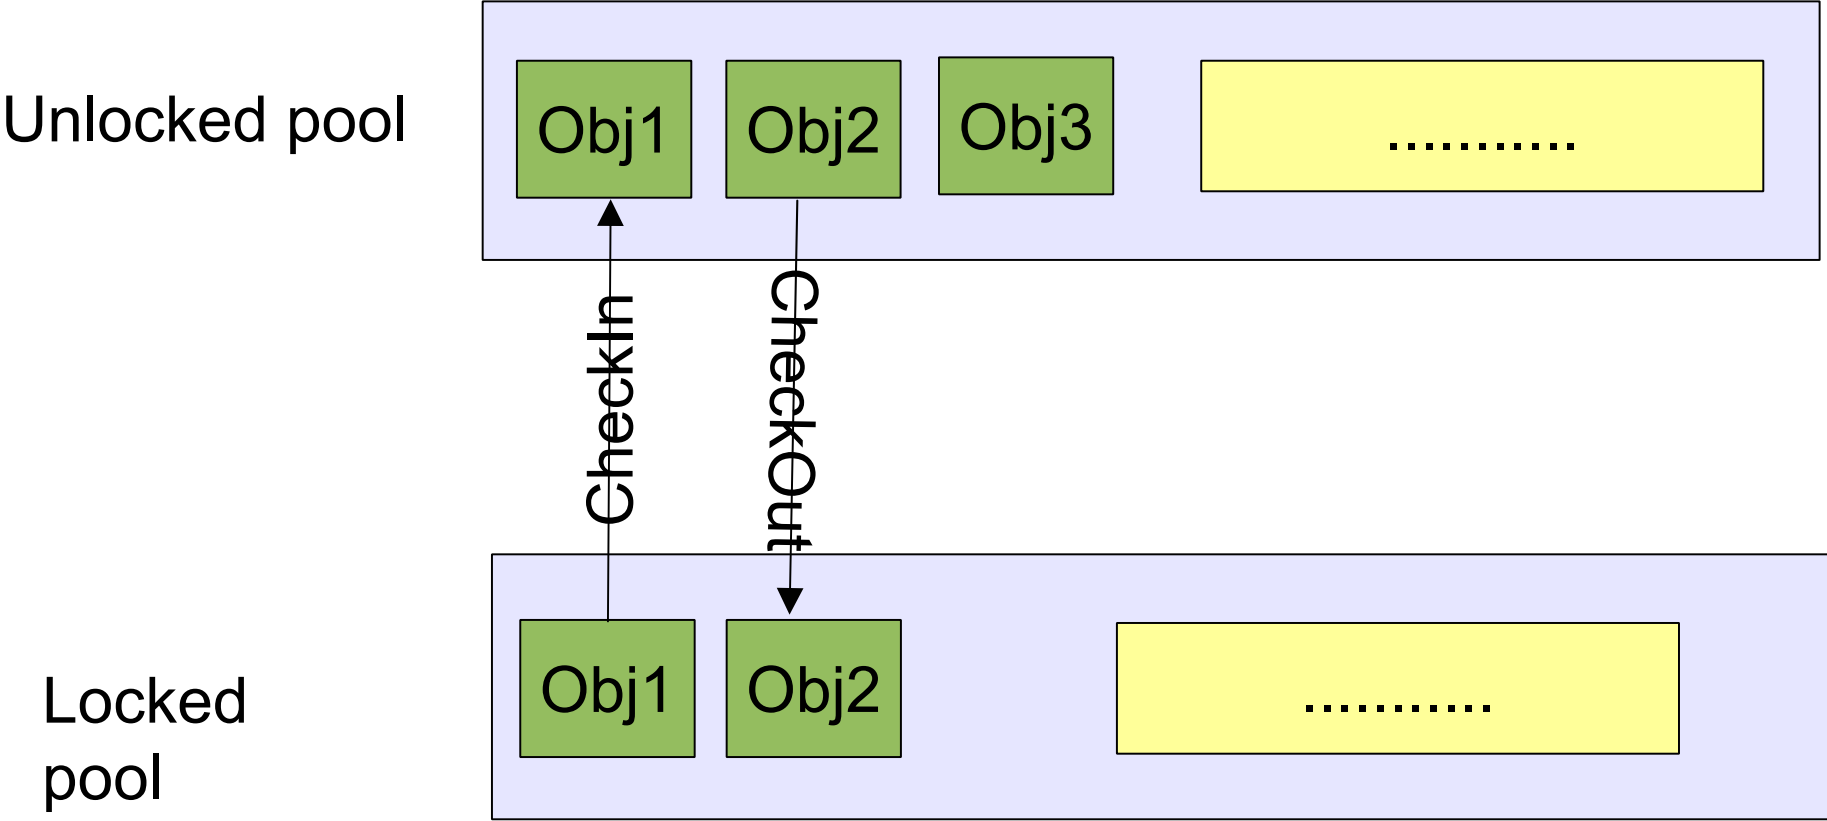 Unlocked pool
Obj1
Obj2
Obj3
...........
CheckIn
CheckOut
Locked
pool
Obj1
Obj2
...........